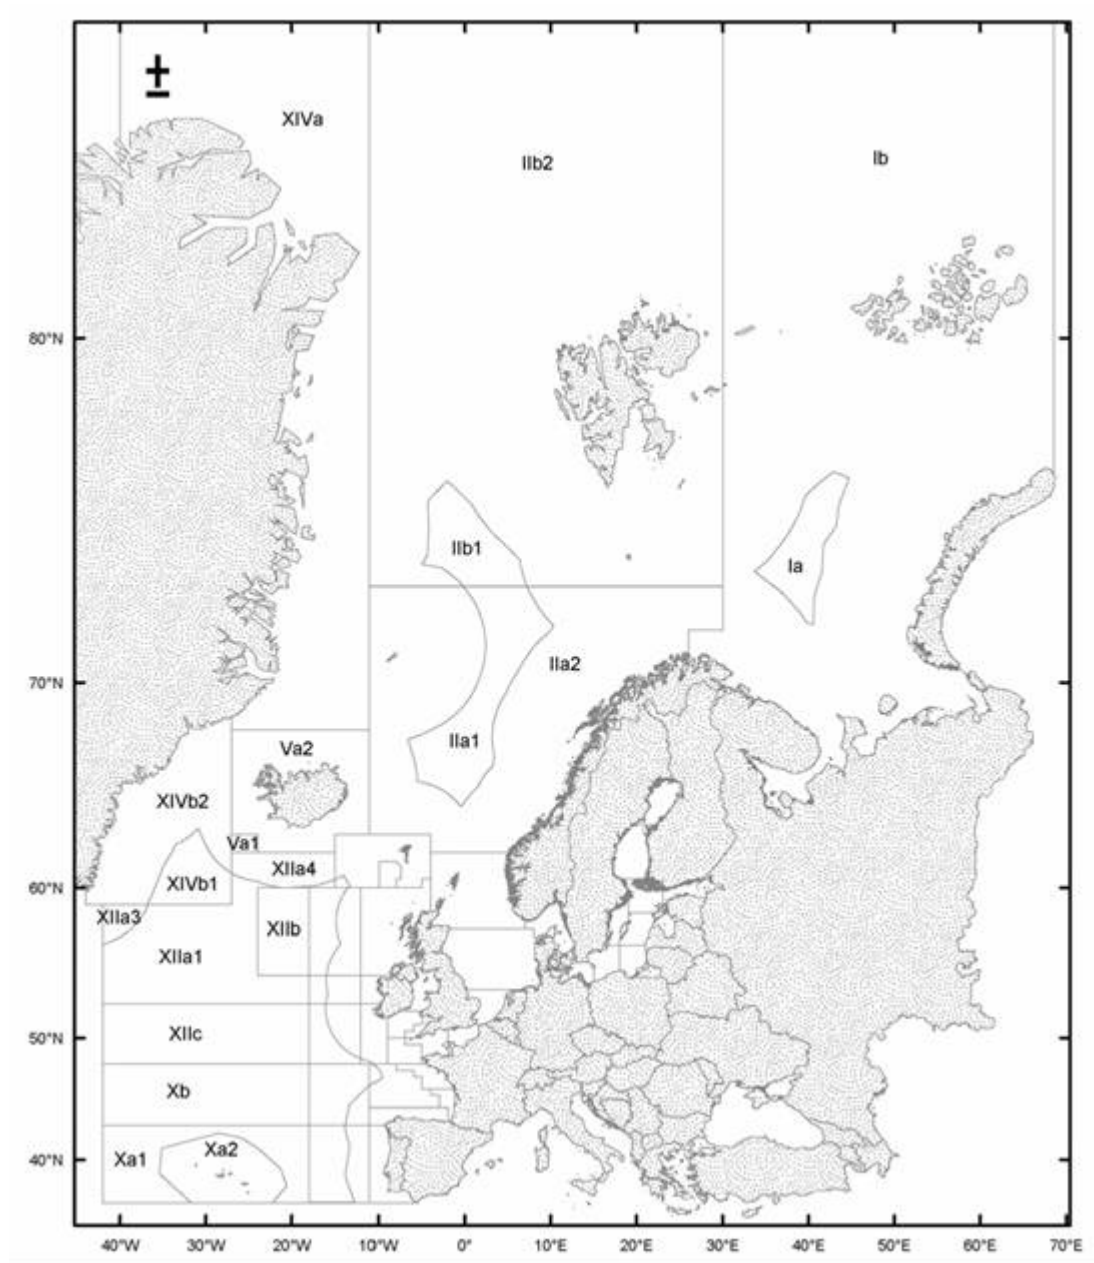 ±
XIVa
IIb2
Ib
80°N
IIb1
Ia
70°N
IIa2
IIa1
Va2
XIVb2
Va1
XIIa4
XIVb1
60°N
XIIa3
XIIb
XIIa1
XIIc
50°N
Xb
Xa2
Xa1
40°N
40°W 30°W 20°W 10°W 0° 10°E 20°E 30°E 40°E 50°E 60°E 70°E